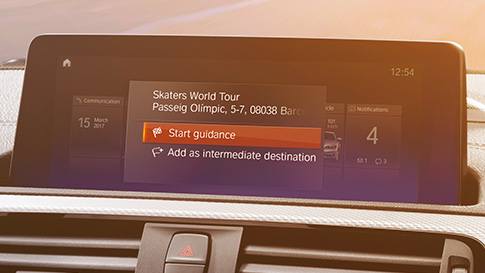 12:54
Skaters World Tour
Passeig Olímpic, 5-7, 08038 Barc
Start guidance
Add as intermediate destination
Communication
15 March
2017
Notifications
4
3